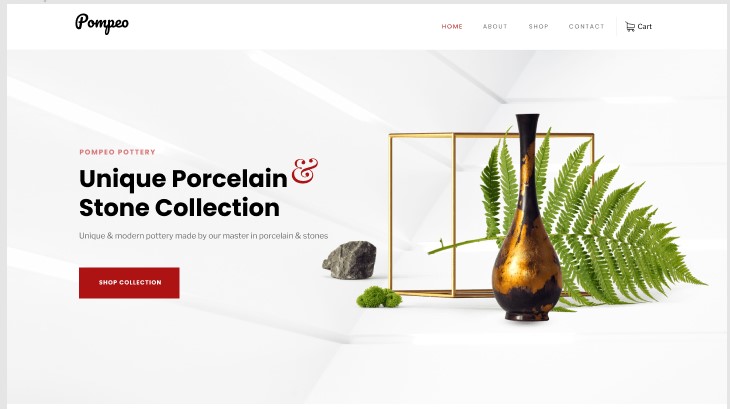 Pompeo
HOME ABOUT SHOP CONTACT Cart
POMPEO POTTERY
Unique Porcelain &
Stone Collection
Unique & modern pottery made by our master in porcelain & stones
SHOP COLLECTION